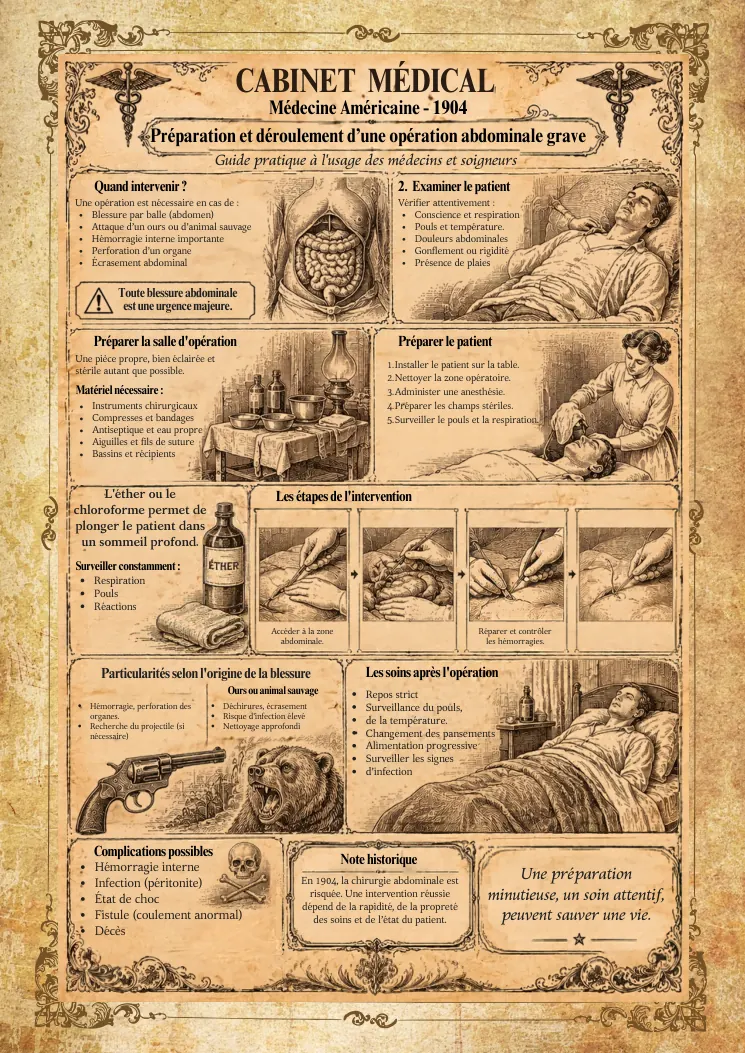 CABINET MÉDICAL
Médecine Américaine - 1904
Préparation et déroulement d'une opération abdominale grave
Guide pratique à l'usage des médecins et soigneurs
Quand intervenir ?
Une opération est nécessaire en cas de :
• Blessure par balle (abdomen)
• Attaque d'un ours ou d'animal sauvage
• Hémorragie interne importante
• Perforation d'un organe
• Écrasement abdominal
Toute blessure abdominale
est une urgence majeure.
2. Examiner le patient
Vérifier attentivement :
• Conscience et respiration
• Pouls et température.
• Douleurs abdominales
• Gonflement ou rigidité
• Présence de plaies
Préparer la salle d'opération
Une pièce propre, bien éclairée et
stérile autant que possible.
Matériel nécessaire :
• Instruments chirurgicaux
• Compresses et bandages
• Antiseptique et eau propre
• Aiguilles et fils de suture
• Bassins et récipients
Préparer le patient
1.Installer le patient sur la table.
2.Nettoyer la zone opératoire.
3.Administer une anesthésie.
4.Préparer les champs stériles.
5.Surveiller le pouls et la respiration.
L'éther ou le
chloroforme permet de
plonger le patient dans
un sommeil profond.
Surveiller constamment :
• Respiration
• Pouls
• Réactions
ÉTHER
Les étapes de l'intervention
Accéder à la zone
abdominale.
Réparer et contrôler
les hémorragies.
Particularités selon l'origine de la blessure
• Hémorragie, perforation des
organes.
• Recherche du projectile (si
nécessaire)
Ours ou animal sauvage
• Déchirures, écrasement
• Risque d'infection élevé
• Nettoyage approfondi
Les soins après l'opération
• Repos strict
• Surveillance du pouls,
• de la température.
• Changement des pansements
• Alimentation progressive
• Surveiller les signes
• d'infection
Complications possibles
• Hémorragie interne
• Infection (péritonite)
• État de choc
• Fistule (coulement anormal)
• Décès
Note historique
En 1904, la chirurgie abdominale est
risquée. Une intervention réussie
dépend de la rapidité, de la propreté
des soins et de l'état du patient.
Une préparation
minutieuse, un soin attentif,
peuvent sauver une vie.